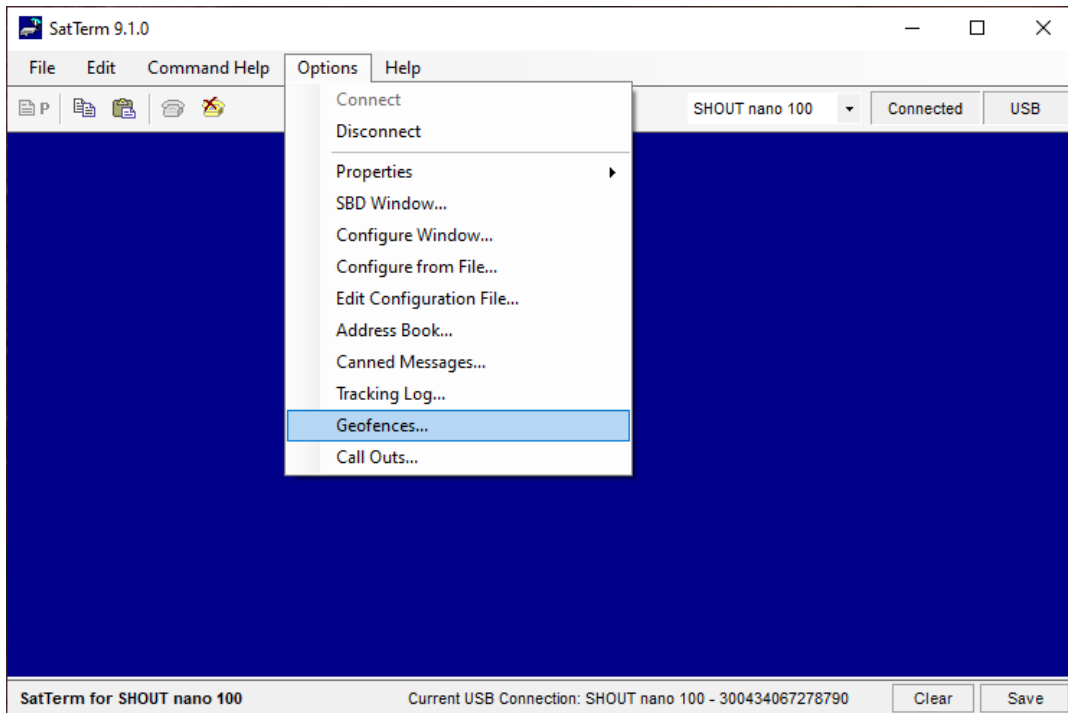 SatTerm 9.1.0
File Edit Command Help Options Help
P SHOUT nano 100 Connected USB
Connect
Disconnect
Properties
SBD Window...
Configure Window...
Configure from File...
Edit Configuration File...
Address Book...
Canned Messages...
Tracking Log...
Geofences...
Call Outs...
SatTerm for SHOUT nano 100 Current USB Connection: SHOUT nano 100 - 300434067278790 Clear Save